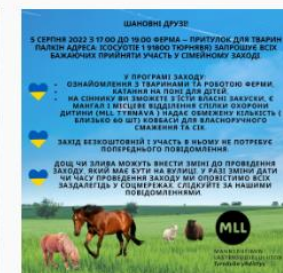 ШАНОВНІ ДРУЗІ!
5 СЕРПНЯ 2022 З 17.00 ДО 19.00 ФЕРМА – ПРИТУЛОК ДЛЯ ТВАРИН
ПАЛКІН АДРЕСА: 91800 ЗАПРОШУЄ ВСІХ
БАЖАЮЧИХ ПРИЙНЯТИ УЧАСТЬ У СІМЕЙНОМУ ЗАХОДІ.
У ПРОГРАМІ ЗАХОДУ:
ОЗНАЙОМЛЕННЯ З ТВАРИНАМИ ТА РОБОТОЮ ФЕРМИ.
КАТАННЯ НА ПОНІ ДЛЯ ДІТЕЙ.
НА СІННИКУ ВИ ЗМОЖЕТЕ З'ЇСТИ ВЛАСНІ ЗАКУСКИ, Є
МАНГАЛ І МІСЦЕВЕ ВІДДІЛЕННЯ СПІЛКИ ОХОРОНИ
ДИТИНИ (MLL TYRNÄVÄ) НАДАЄ ОБМЕЖЕНУ КІЛЬКІСТЬ (
БЛИЗЬКО 60 ШТ) КОВБАСИ ДЛЯ ВЛАСНОРУЧНОГО
СМАЖЕННЯ ТА СІК.
ЗАХІД БЕЗКОШТОВНИЙ І УЧАСТЬ В НЬОМУ НЕ ПОТРЕБУЄ
ПОПЕРЕДНЬОГО ПОВІДОМЛЕННЯ.
ДОЩ ЧИ ЗЛИВА МОЖУТЬ ВНЕСТИ ЗМІНІ ДО ПРОВЕДЕННЯ
ЗАХОДУ, ЯКИЙ МАЄ БУТИ НА ВУЛИЦІ. У РАЗІ ЗМІНИ ДАТИ
ЧИ ЧАСУ ПРОВЕДЕННЯ ЗАХОДУ МИ ОПОВІСТИМО ВСІХ
ЗАЗДАЛЕГІДЬ У СОЦМЕРЕЖАХ. СЛІДКУЙТЕ ЗА НАШИМИ
ПОВІДОМЛЕННЯМИ.
MLL